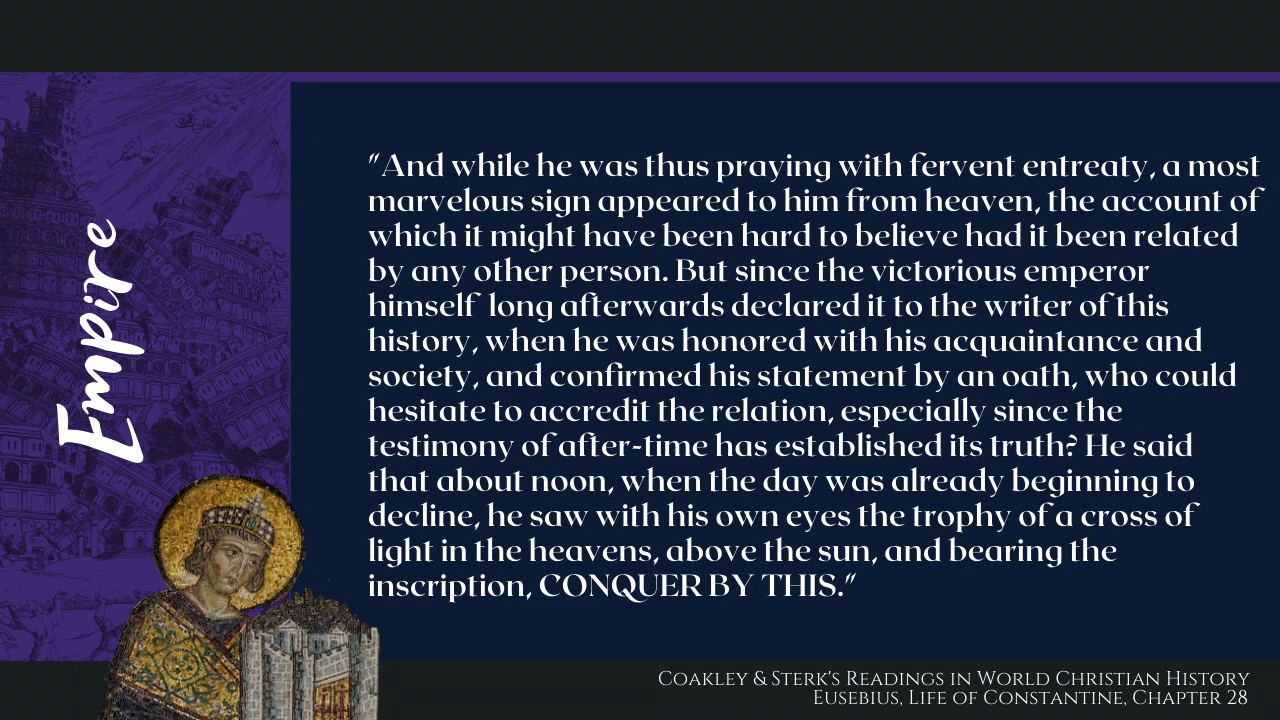 Empire
"And while he was thus praying with fervent entreaty, a most
marvelous sign appeared to him from heaven, the account of
which it might have been hard to believe had it been related
by any other person. But since the victorious emperor
himself long afterwards declared it to the writer of this
history, when he was honored with his acquaintance and
society, and confirmed his statement by an oath, who could
hesitate to accredit the relation, especially since the
testimony of after-time has established its truth? He said
that about noon, when the day was already beginning to
decline, he saw with his own eyes the trophy of a cross of
light in the heavens, above the sun, and bearing the
inscription, CONQUER BY THIS."
Coakley & Sterk's Readings in World Christian History
Eusebius, Life of Constantine, Chapter 28